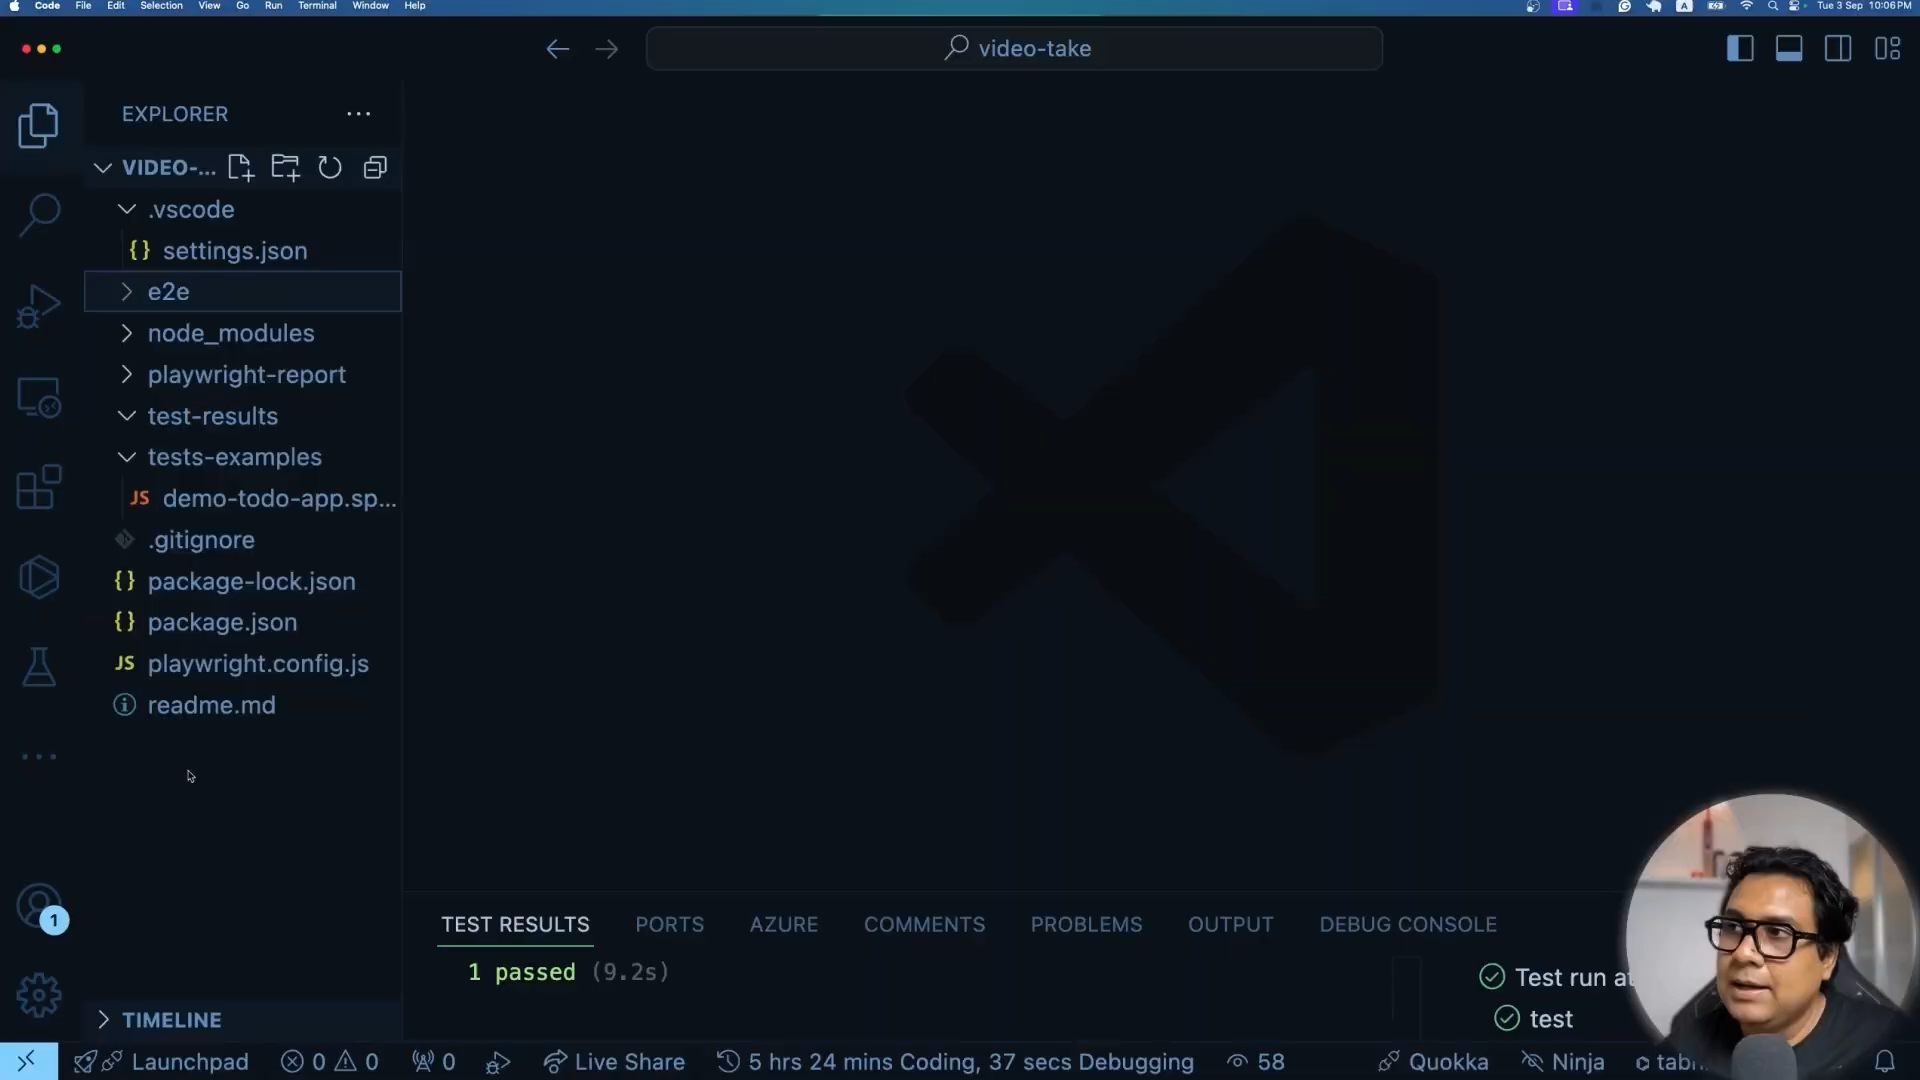 Code File Edit Selection View Go Run Terminal Window Help
A
Tue 3 Sep 10:06 PM
video-take
EXPLORER
VIDEO-...
.vscode
{} settings.json
e2e
node_modules
playwright-report
test-results
tests-examples
JS demo-todo-app.sp...
.gitignore
{} package-lock.json
{} package.json
JS playwright.config.js
readme.md
1
TIMELINE
TEST RESULTS PORTS AZURE COMMENTS PROBLEMS OUTPUT DEBUG CONSOLE
1 passed (9.2s)
Test run at
test
Launchpad 0 0 0 Live Share 5 hrs 24 mins Coding, 37 secs Debugging 58 Quokka Ninja